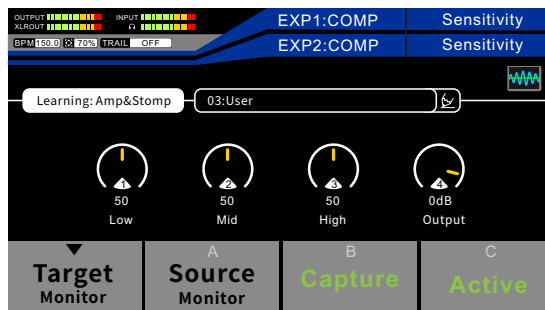 OUTPUT
INPUT
XLROUT
BPM 150.0 70% TRAIL OFF
EXP1:COMP
Sensitivity
EXP2:COMP
Sensitivity
Learning: Amp&Stomp
03:User
1
2
3
4
50
50
50
0dB
Low
Mid
High
Output
Target
Monitor
A
Source
Monitor
B
Capture
C
Active